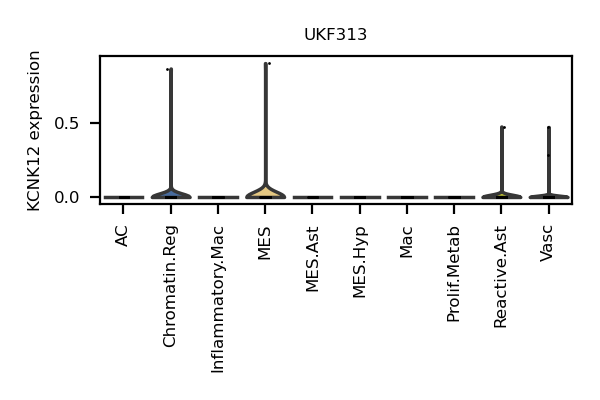 UKF313
KCNK12 expression
0.5
0.0
AC
Chromatin.Reg
Inflammatory.Mac
MES
MES.Ast
MES.Hyp
Mac
Prolif.Metab
Reactive.Ast
Vasc